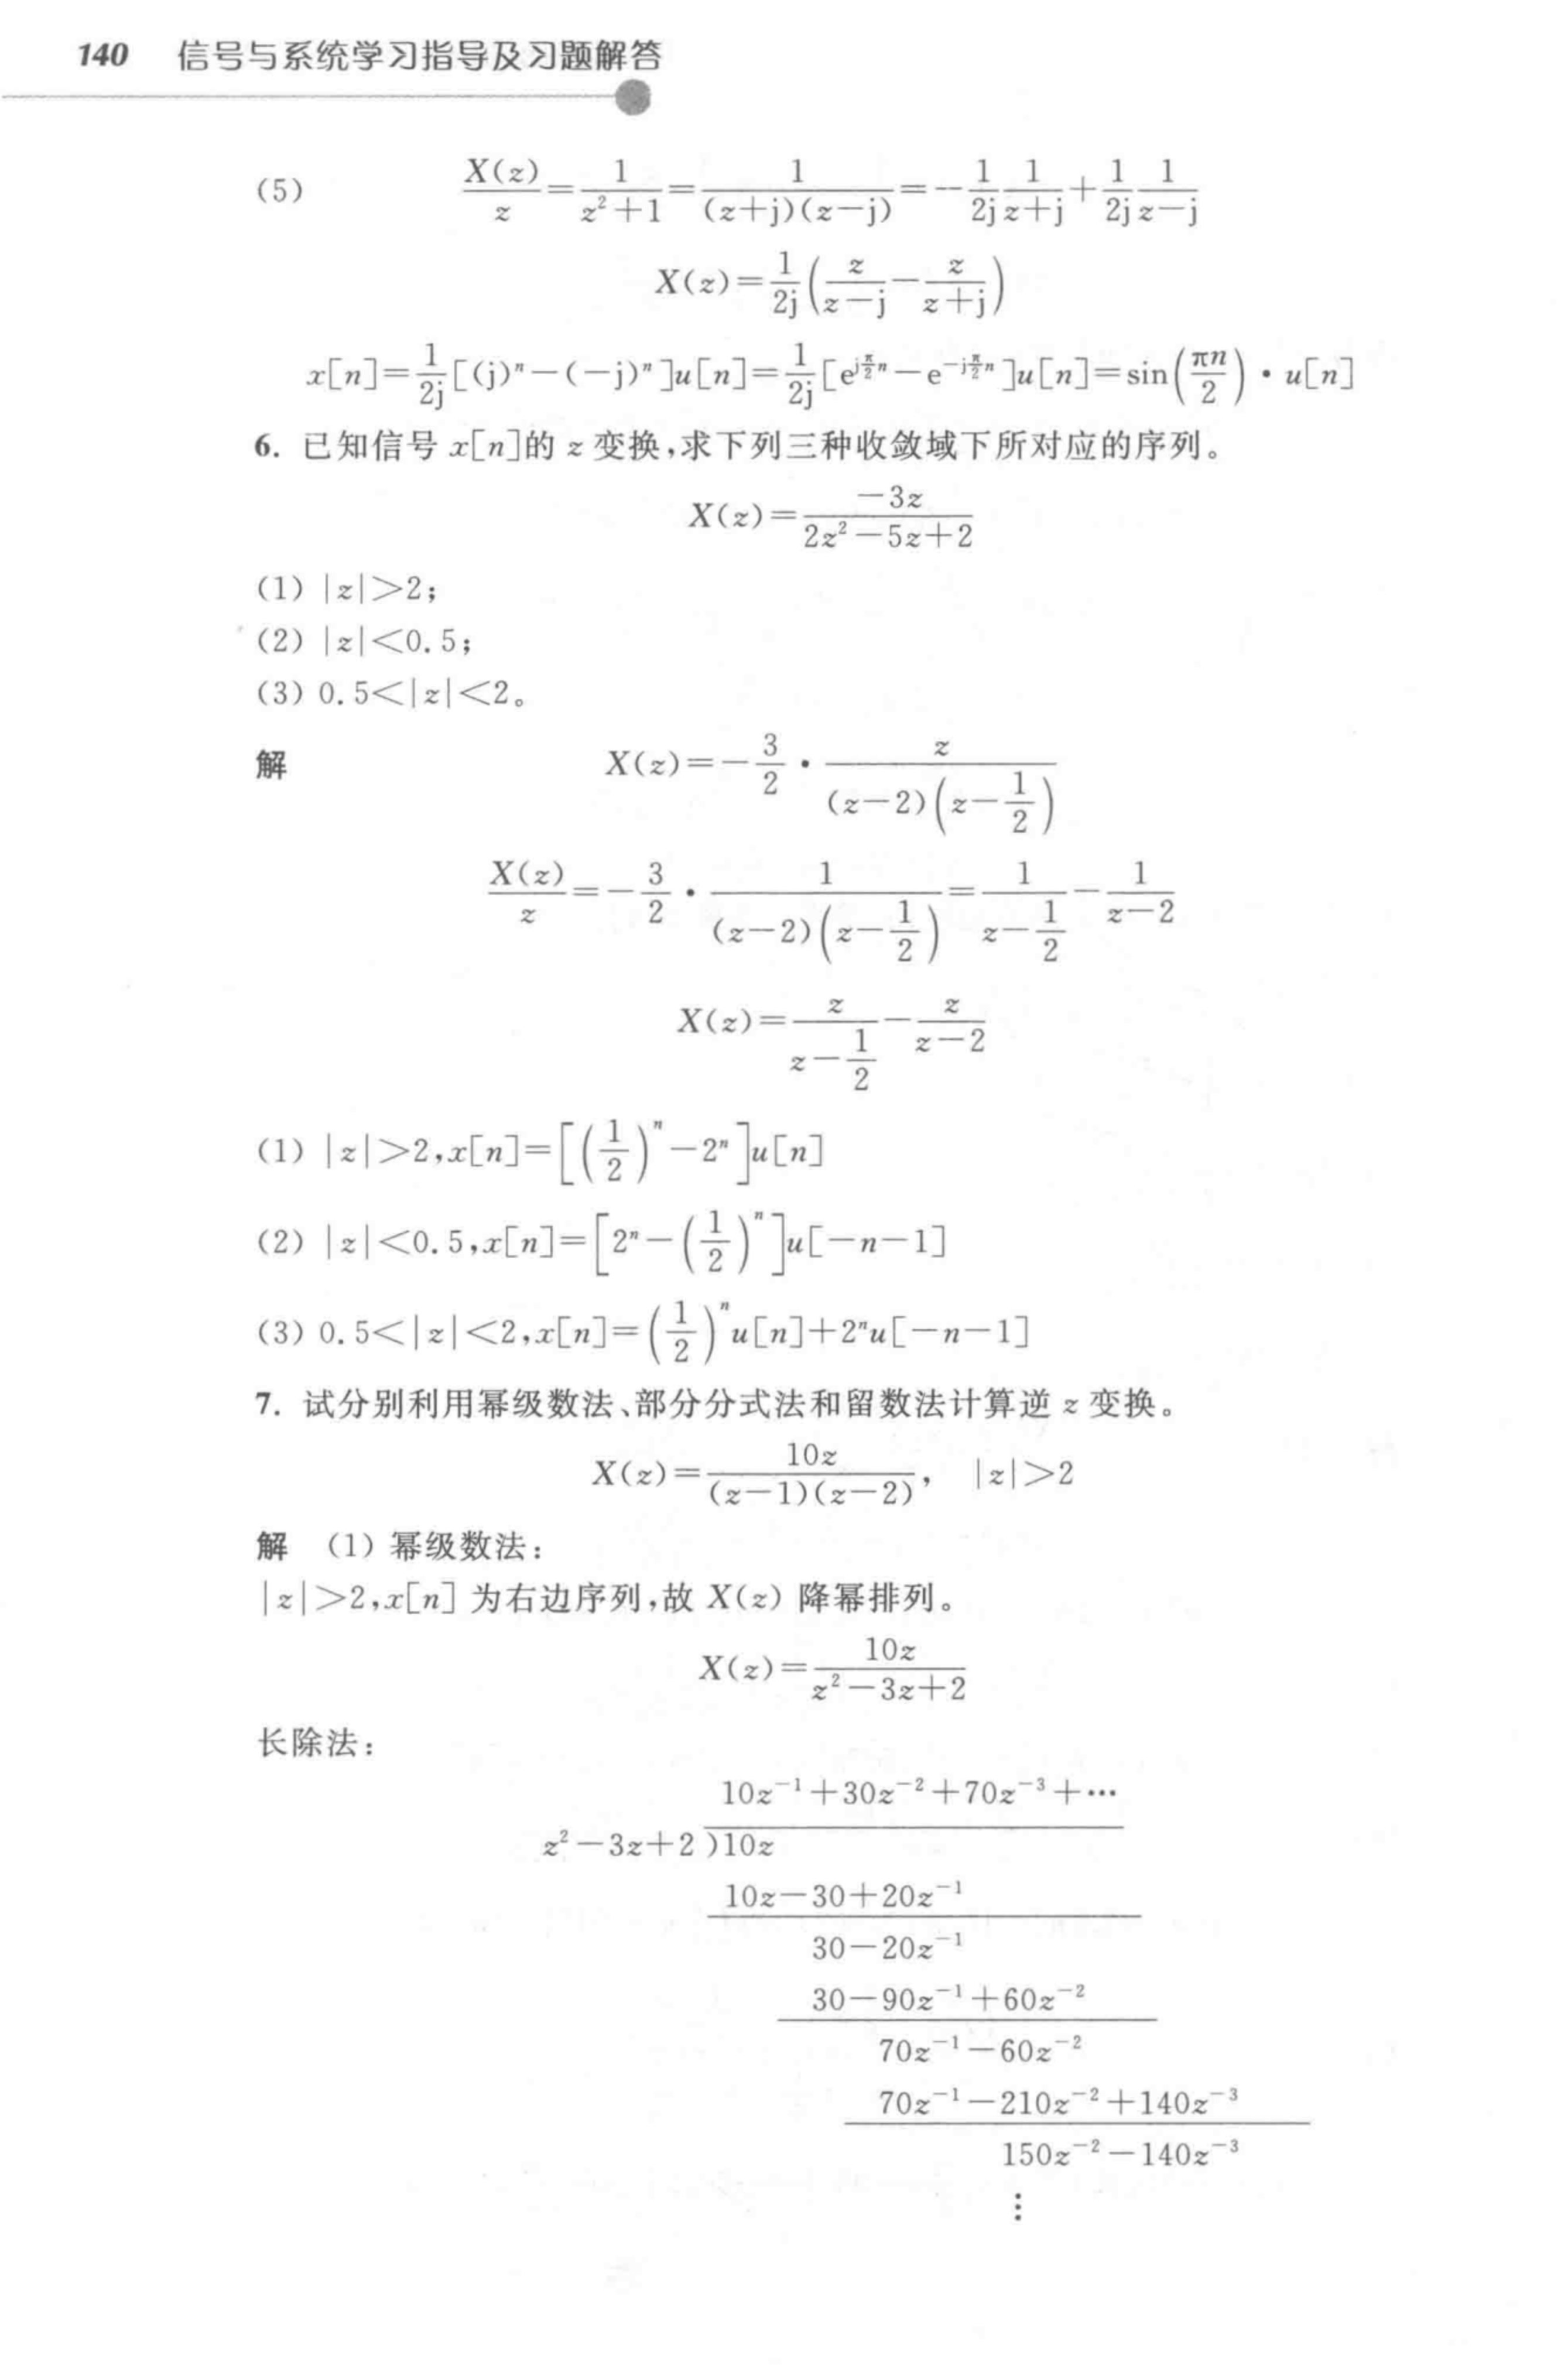 140 信号与系统学习指导及习题解答
(5) X(z)/z=1/(z²+1)=1/((z+j)(z−j))=−(1/2j)(1/(z+j))+(1/2j)(1/(z−j))
X(z)=(1/2j)(z/(z−j)−z/(z+j))
x[n]=(1/2j)[(j)ⁿ−(−j)ⁿ]u[n]=(1/2j)[e^{j(π/2)n}−e^{−j(π/2)n}]u[n]=sin(πn/2)·u[n]
6. 已知信号 x[n]的 z 变换,求下列三种收敛域下所对应的序列。
X(z)=−3z/(2z²−5z+2)
(1) |z|>2;
(2) |z|<0.5;
(3) 0.5<|z|<2。
解 X(z)=−3/2·z/((z−2)(z−1/2))
X(z)/z=−3/2·1/((z−2)(z−1/2))=1/(z−1/2)−1/(z−2)
X(z)=z/(z−1/2)−z/(z−2)
(1) |z|>2,x[n]=[(1/2)ⁿ−2ⁿ]u[n]
(2) |z|<0.5,x[n]=[2ⁿ−(1/2)ⁿ]u[−n−1]
(3) 0.5<|z|<2,x[n]=(1/2)ⁿu[n]+2ⁿu[−n−1]
7. 试分别利用幂级数法、部分分式法和留数法计算逆 z 变换。
X(z)=10z/((z−1)(z−2)), |z|>2
解 (1) 幂级数法:
|z|>2,x[n] 为右边序列,故 X(z) 降幂排列。
X(z)=10z/(z²−3z+2)
长除法:
10z⁻¹+30z⁻²+70z⁻³+⋯
z²−3z+2 )10z
10z−30+20z⁻¹
30−20z⁻¹
30−90z⁻¹+60z⁻²
70z⁻¹−60z⁻²
70z⁻¹−210z⁻²+140z⁻³
150z⁻²−140z⁻³
⋮